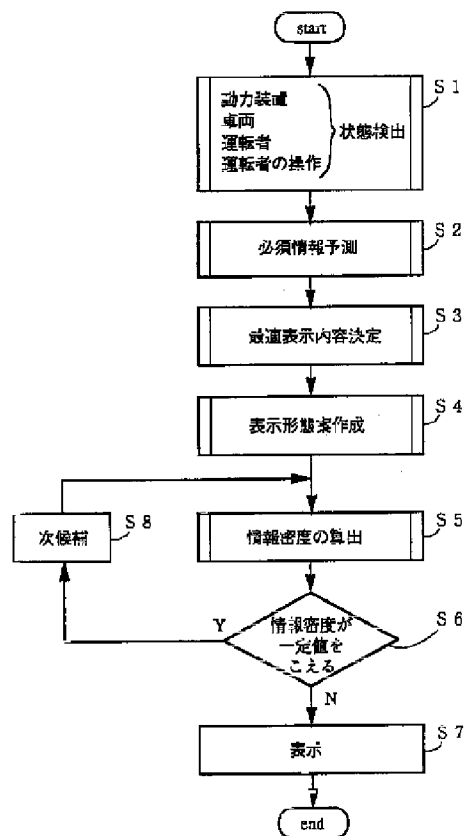 start
S1
動力装置
車両
運転者
運転者の操作
状態検出
S2
必須情報予測
S3
最適表示内容決定
S4
表示形態案作成
S8
次候補
S5
情報密度の算出
Y
情報密度が
一定値を
こえる
S6
N
S7
表示
end